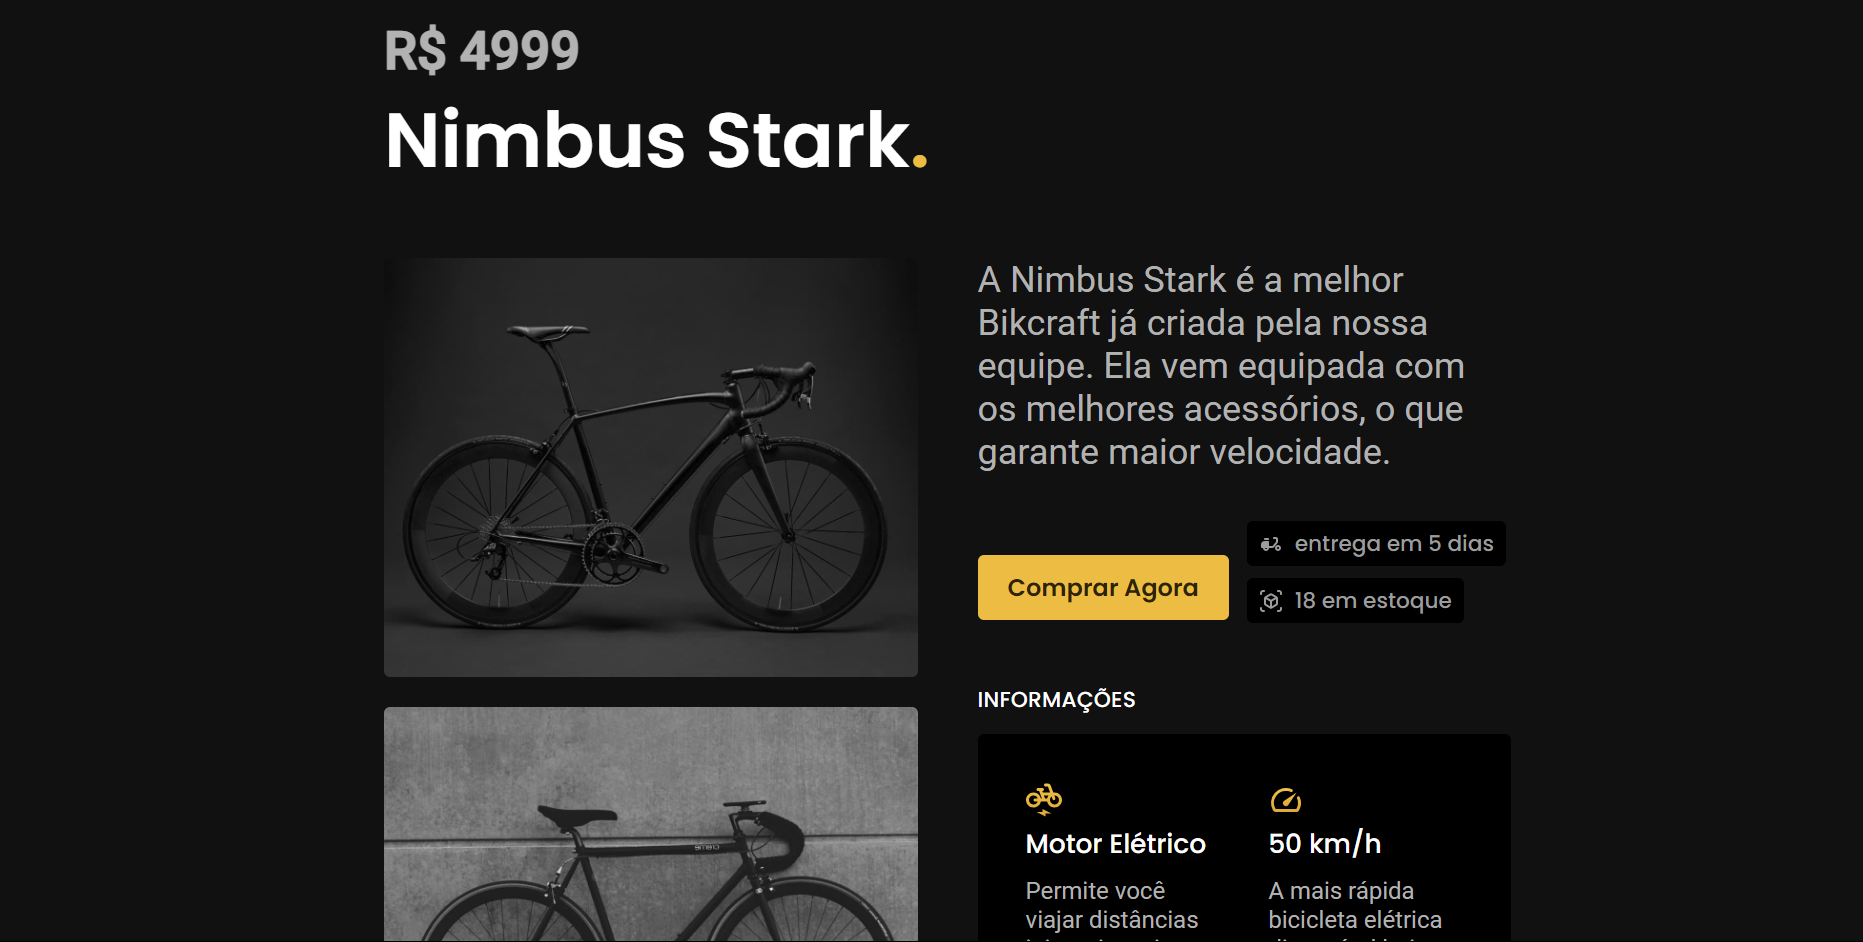 R$ 4999
Nimbus Stark.
A Nimbus Stark é a melhor
Bikcraft já criada pela nossa
equipe. Ela vem equipada com
os melhores acessórios, o que
garante maior velocidade.
Comprar Agora
entrega em 5 dias
18 em estoque
INFORMAÇÕES
Motor Elétrico
Permite você
viajar distâncias
50 km/h
A mais rápida
bicicleta elétrica